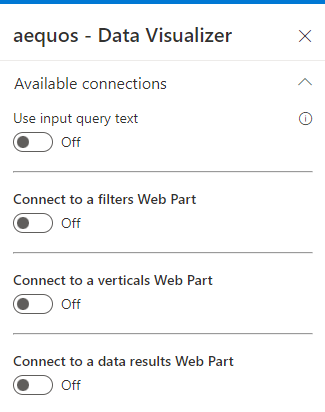 aequos - Data Visualizer
Available connections
Use input query text
Off
Connect to a filters Web Part
Off
Connect to a verticals Web Part
Off
Connect to a data results Web Part
Off